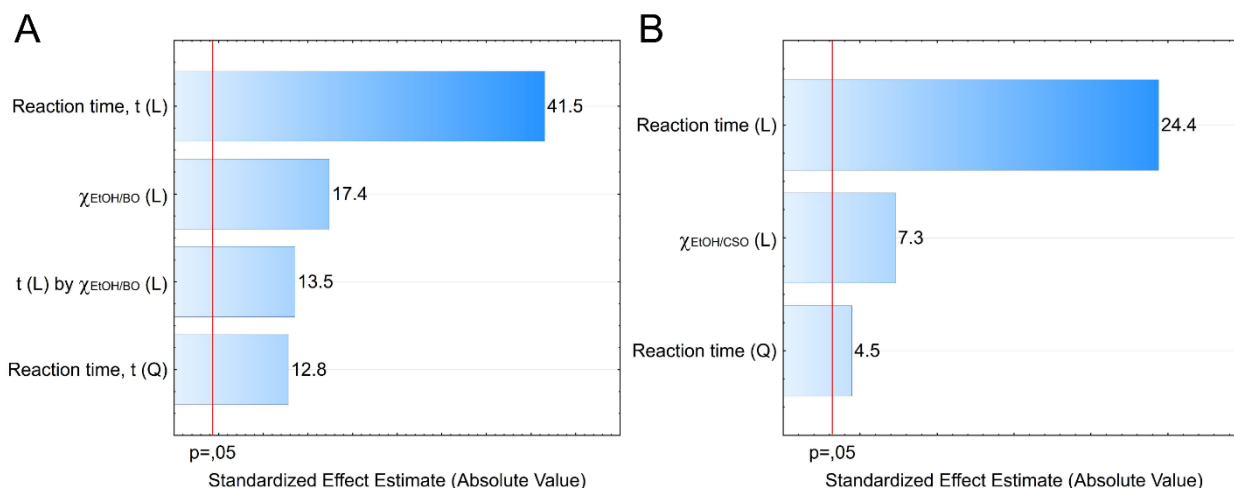 A
Reaction time, t (L)
41.5
χEtOH/BO (L)
17.4
t (L) by χEtOH/BO (L)
13.5
Reaction time, t (Q)
12.8
p=,05
Standardized Effect Estimate (Absolute Value)
B
Reaction time (L)
24.4
χEtOH/CSO (L)
7.3
Reaction time (Q)
4.5
p=,05
Standardized Effect Estimate (Absolute Value)